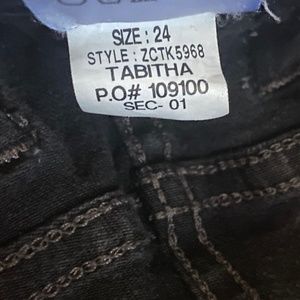 SIZE : 24
STYLE : ZCTK5968
TABITHA
P.O# 109100
SEC- 01